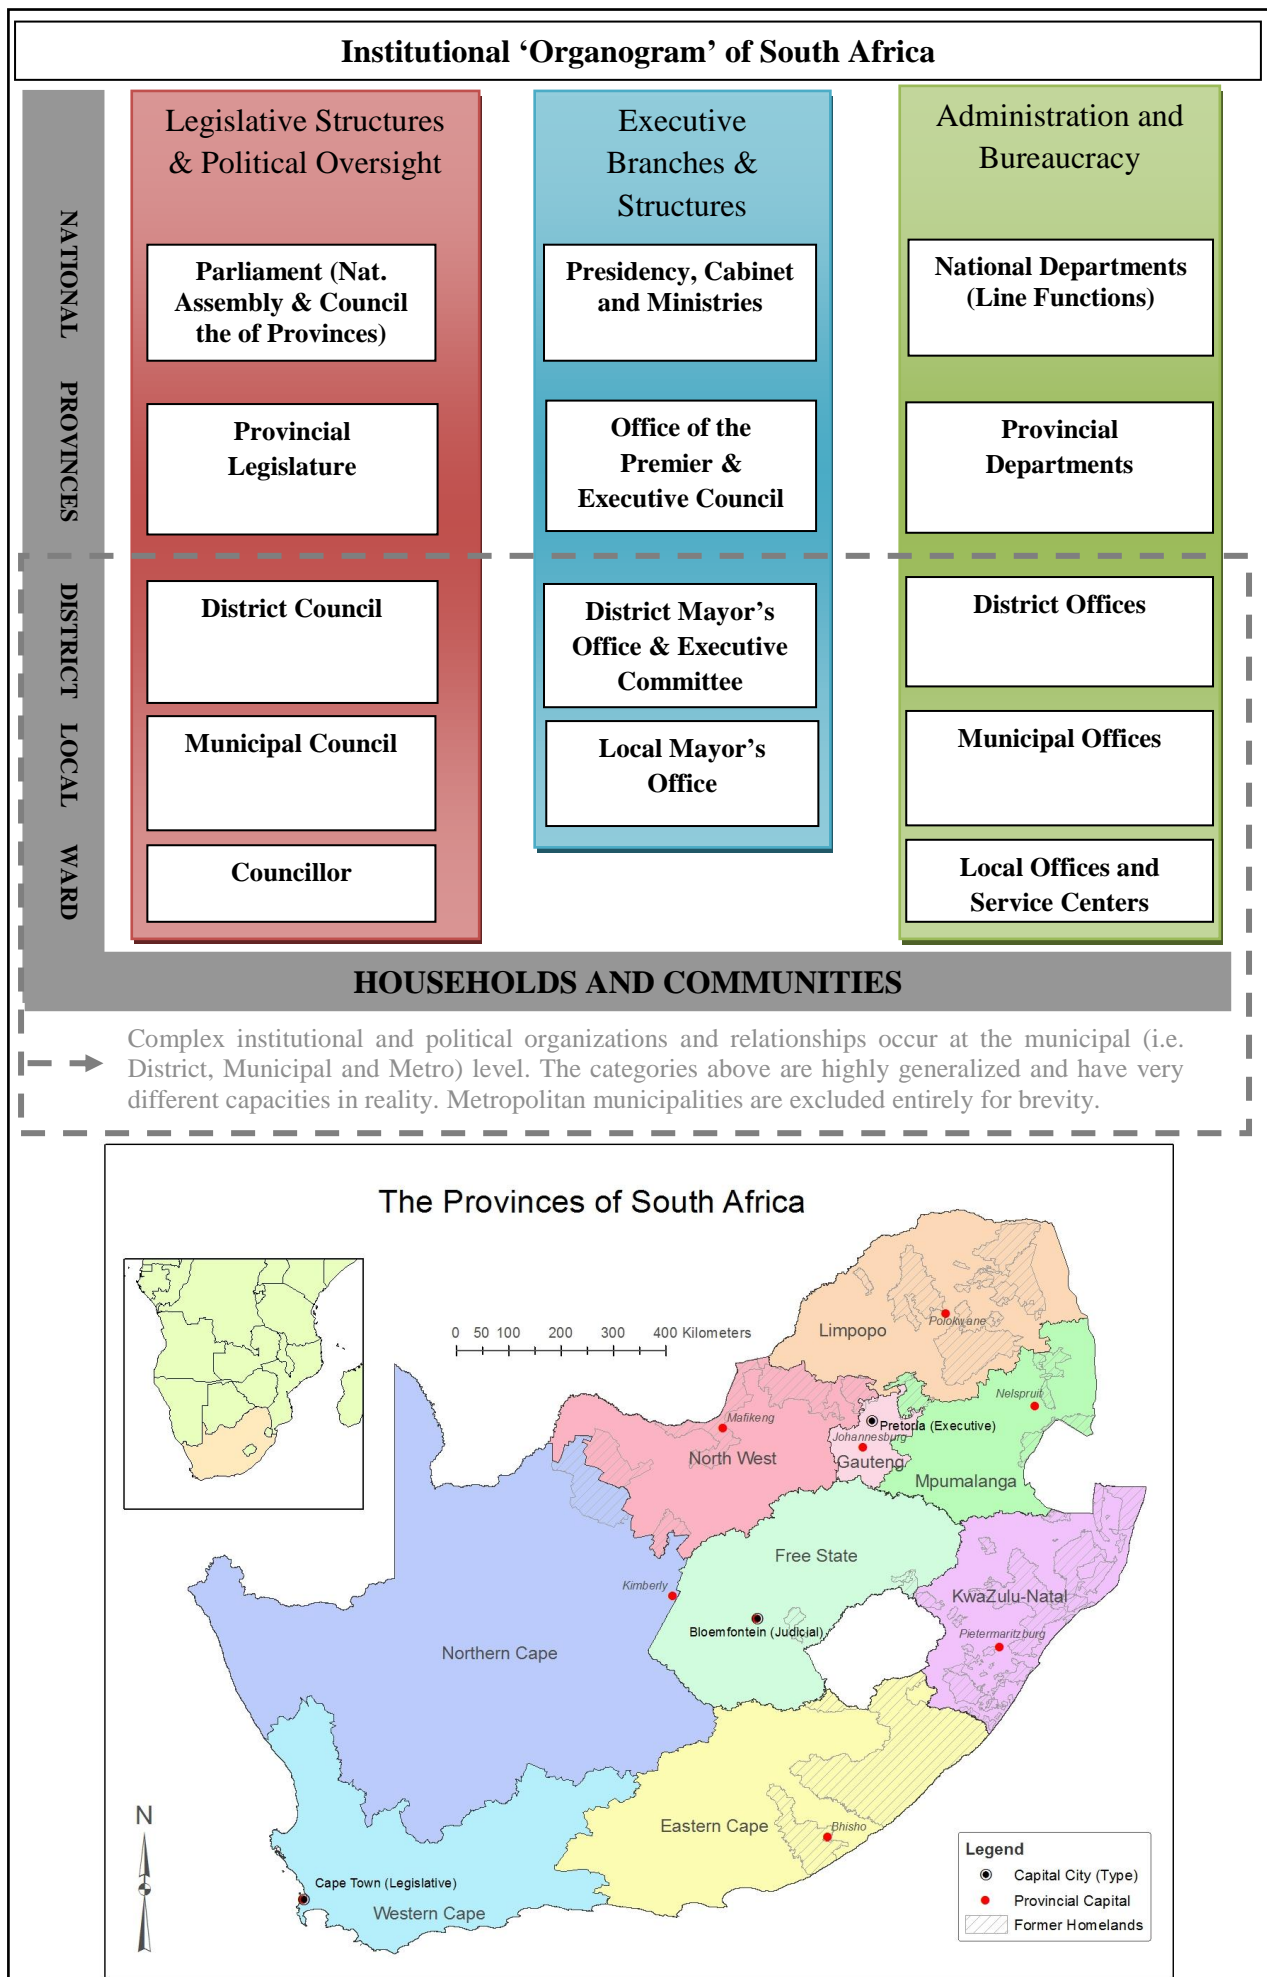 Institutional ‘Organogram’ of South Africa
NATIONAL
PROVINCES
DISTRICT
LOCAL
WARD
Legislative Structures
& Political Oversight
Parliament (Nat.
Assembly & Council
the of Provinces)
Provincial
Legislature
District Council
Municipal Council
Councillor
Executive
Branches &
Structures
Presidency, Cabinet
and Ministries
Office of the
Premier &
Executive Council
District Mayor’s
Office & Executive
Committee
Local Mayor’s
Office
Administration and
Bureaucracy
National Departments
(Line Functions)
Provincial
Departments
District Offices
Municipal Offices
Local Offices and
Service Centers
HOUSEHOLDS AND COMMUNITIES
Complex institutional and political organizations and relationships occur at the municipal (i.e.
District, Municipal and Metro) level. The categories above are highly generalized and have very
different capacities in reality. Metropolitan municipalities are excluded entirely for brevity.
The Provinces of South Africa
0 50 100 200 300 400 Kilometers
Limpopo
Polokwane
Nelspruit
Mafikeng
Pretoria (Executive)
Johannesburg
North West
Gauteng
Mpumalanga
Free State
Kimberly
KwaZulu-Natal
Bloemfontein (Judicial)
Pietermaritzburg
Northern Cape
Eastern Cape
Bhisho
N
Cape Town (Legislative)
Western Cape
Legend
Capital City (Type)
Provincial Capital
Former Homelands